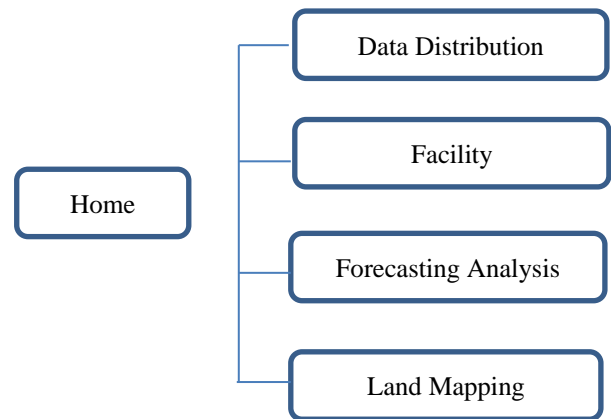 Home
Data Distribution
Facility
Forecasting Analysis
Land Mapping